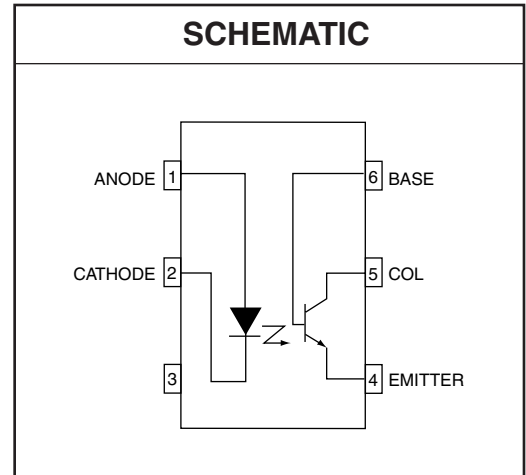 SCHEMATIC
ANODE 1
6 BASE
CATHODE 2
5 COL
3
4 EMITTER